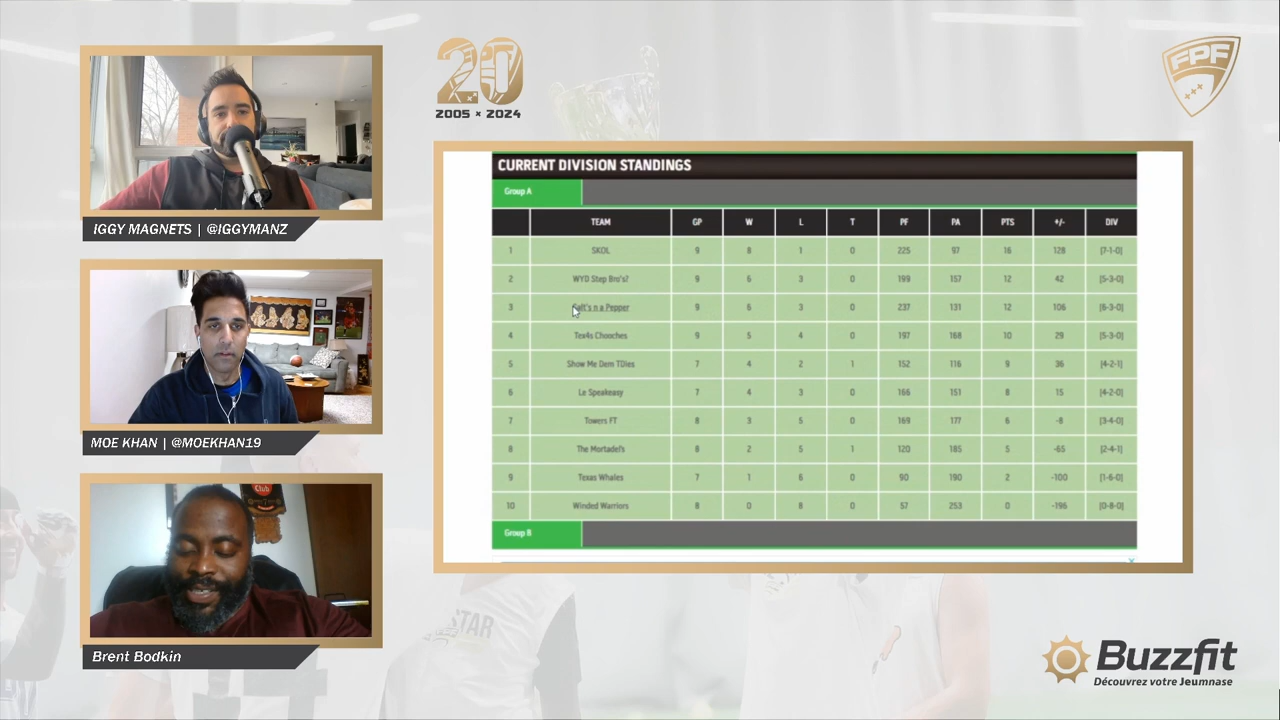 20
2005 × 2024
FPF
IGGY MAGNETS | @IGGYMANZ
MOE KHAN | @MOEKHAN19
Brent Bodkin
CURRENT DIVISION STANDINGS
Group A
TEAM GP W L T PF PA PTS +/- DIV
1 SKOL 9 8 1 0 225 97 16 128 (7-1-0)
2 WYD Step Bro's? 9 6 3 0 199 157 12 42 (5-3-0)
3 Salt's n a Pepper 9 6 3 0 237 131 12 106 (6-3-0)
4 Tex4s Chooches 9 5 4 0 197 168 10 29 (5-3-0)
5 Show Me Dem TDies 7 4 2 1 152 116 9 36 (4-2-1)
6 Le Speakeasy 7 4 3 0 166 151 8 15 (4-2-0)
7 Towers FT 8 3 5 0 169 177 6 -8 (3-4-0)
8 The Mortadel's 8 2 5 1 120 185 5 -65 (2-4-1)
9 Texas Whales 7 1 6 0 90 190 2 -100 (1-6-0)
10 Winded Warriors 8 0 8 0 57 253 0 -196 (0-8-0)
Group B
STAR
Buzzfit
Découvrez votre Jeumnase